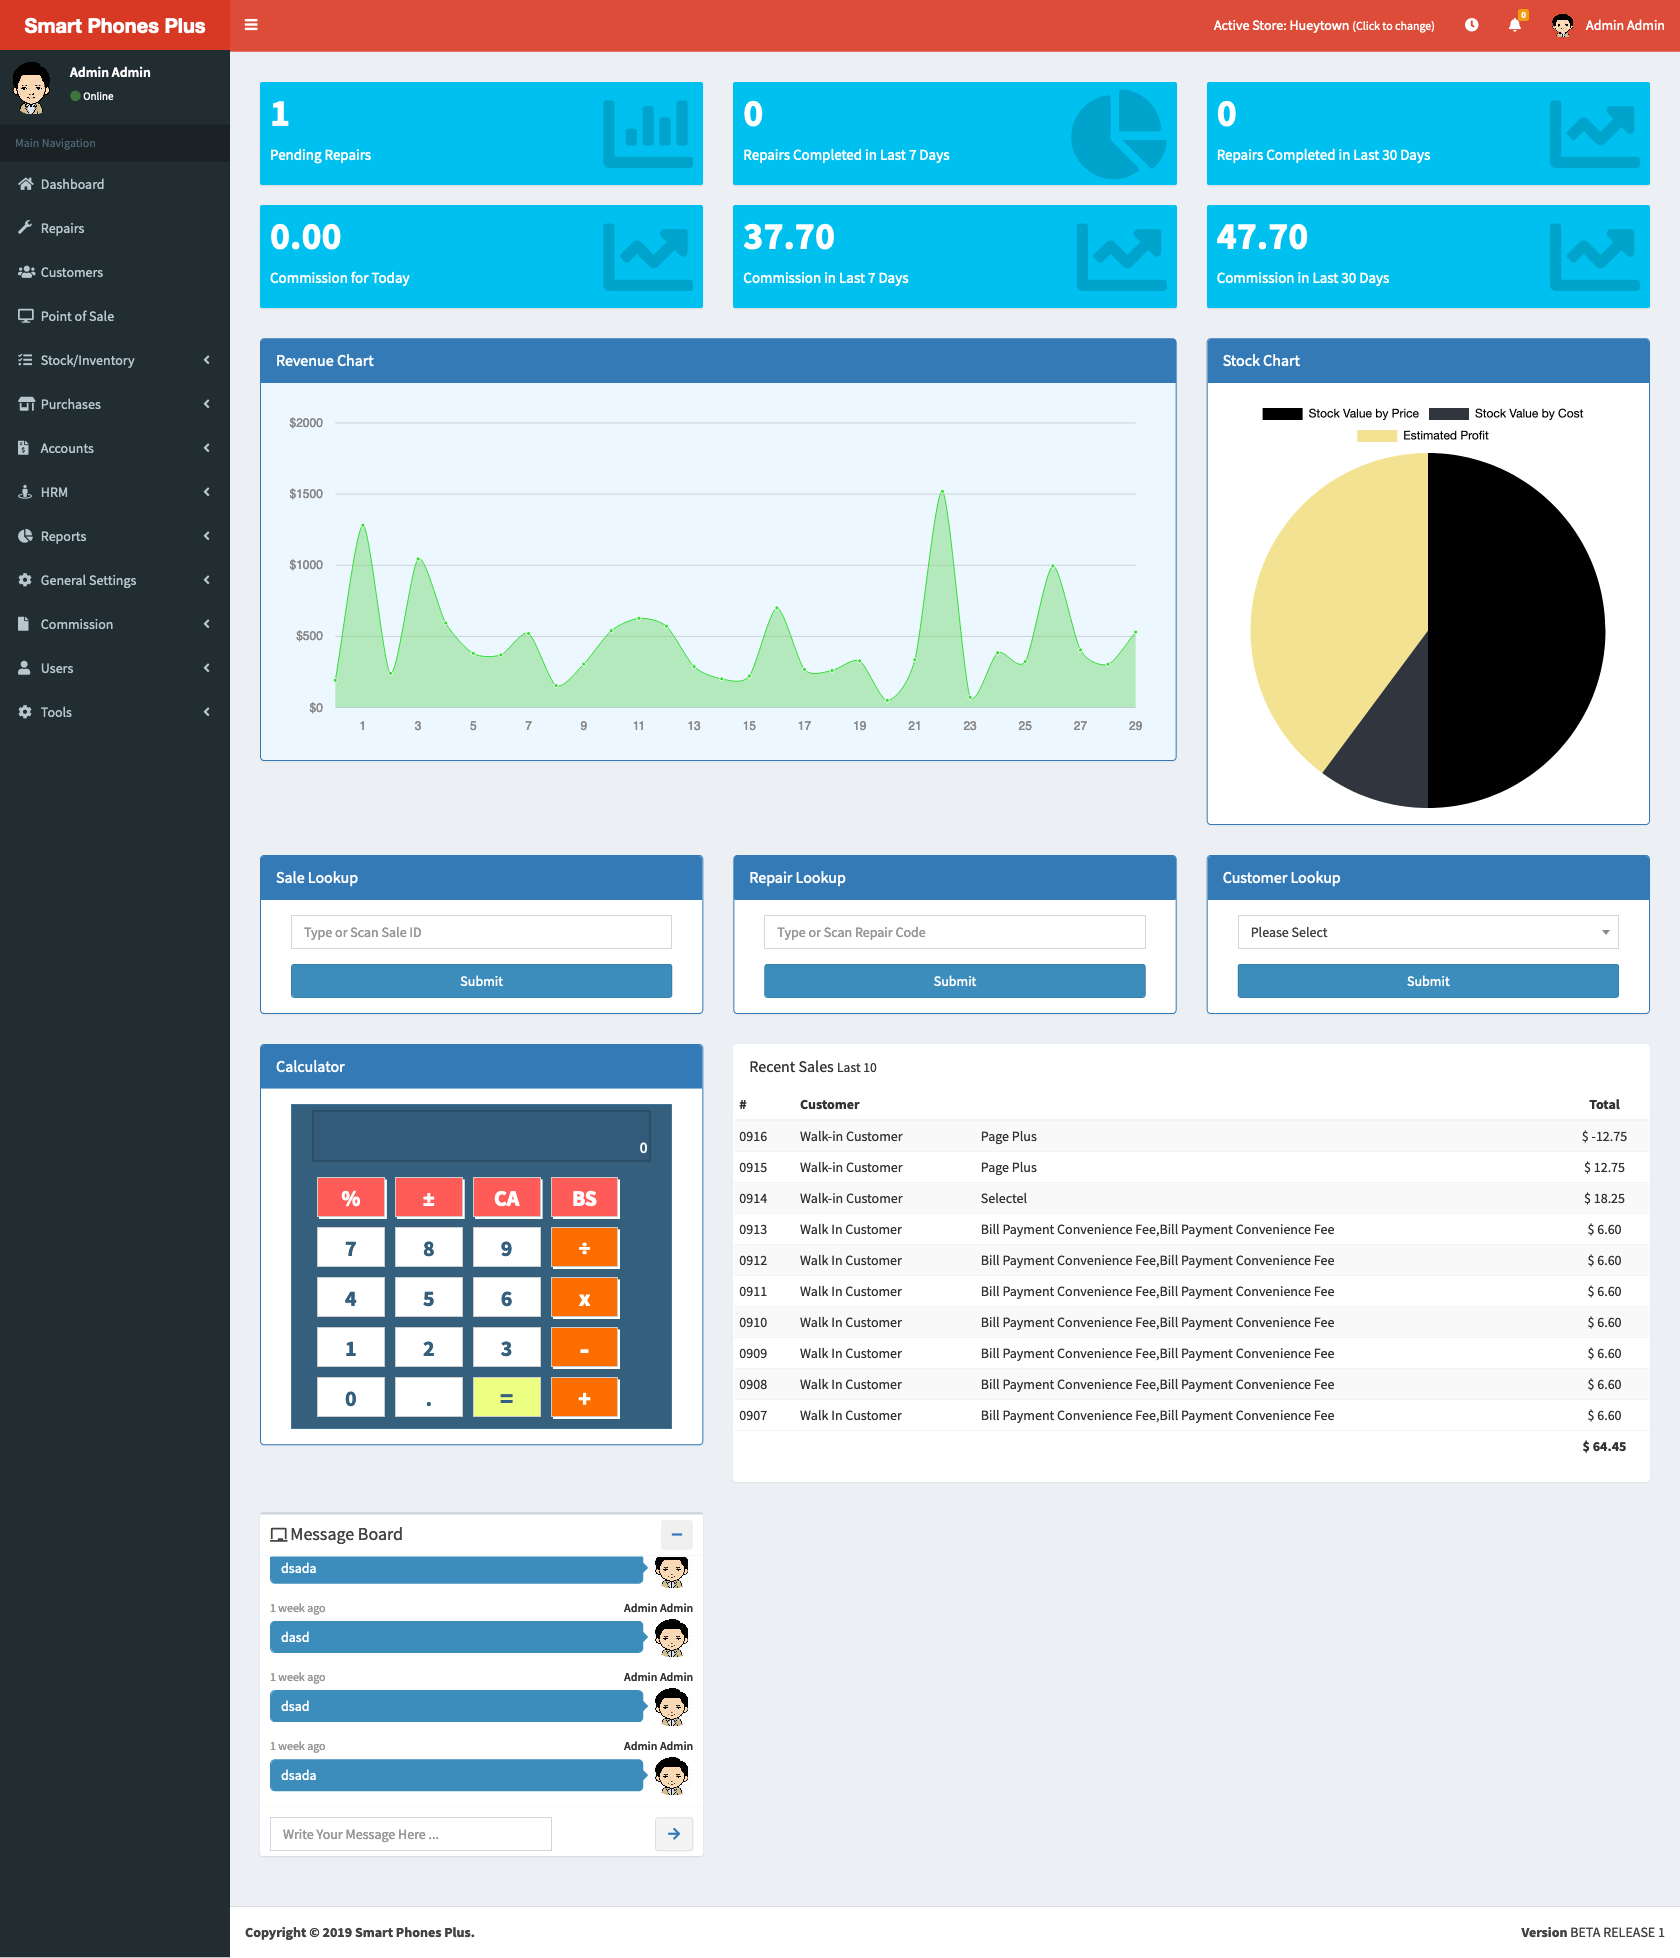 Smart Phones Plus
Active Store: Hueytown (Click to change)
0
Admin Admin
Admin Admin
Online
Main Navigation
Dashboard
Repairs
Customers
Point of Sale
Stock/Inventory
Purchases
Accounts
HRM
Reports
General Settings
Commission
Users
Tools
1
Pending Repairs
0
Repairs Completed in Last 7 Days
0
Repairs Completed in Last 30 Days
0.00
Commission for Today
37.70
Commission in Last 7 Days
47.70
Commission in Last 30 Days
Revenue Chart
$2000
$1500
$1000
$500
$0
1 3 5 7 9 11 13 15 17 19 21 23 25 27 29
Stock Chart
Stock Value by Price Stock Value by Cost
Estimated Profit
Sale Lookup
Type or Scan Sale ID
Submit
Repair Lookup
Type or Scan Repair Code
Submit
Customer Lookup
Please Select
Submit
Calculator
0
% ± CA BS
7 8 9 ÷
4 5 6 x
1 2 3 -
0 . = +
Recent Sales Last 10
# Customer Total
0916 Walk-in Customer Page Plus $ -12.75
0915 Walk-in Customer Page Plus $ 12.75
0914 Walk-in Customer Selectel $ 18.25
0913 Walk In Customer Bill Payment Convenience Fee,Bill Payment Convenience Fee $ 6.60
0912 Walk In Customer Bill Payment Convenience Fee,Bill Payment Convenience Fee $ 6.60
0911 Walk In Customer Bill Payment Convenience Fee,Bill Payment Convenience Fee $ 6.60
0910 Walk In Customer Bill Payment Convenience Fee,Bill Payment Convenience Fee $ 6.60
0909 Walk In Customer Bill Payment Convenience Fee,Bill Payment Convenience Fee $ 6.60
0908 Walk In Customer Bill Payment Convenience Fee,Bill Payment Convenience Fee $ 6.60
0907 Walk In Customer Bill Payment Convenience Fee,Bill Payment Convenience Fee $ 6.60
$ 64.45
Message Board
dsada
1 week ago Admin Admin
dasd
1 week ago Admin Admin
dsad
1 week ago Admin Admin
dsada
Write Your Message Here ...
Copyright © 2019 Smart Phones Plus.
Version BETA RELEASE 1